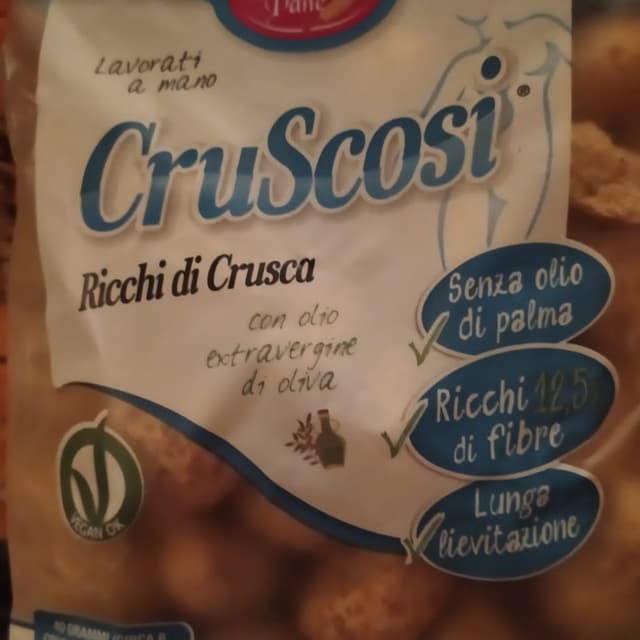 Pane
Lavorati
a mano
CruScosi
®
Ricchi di Crusca
con olio
extravergine
di oliva
Senza olio
di palma
Ricchi 12,5
di fibre
Lunga
lievitazione
VEGAN OK